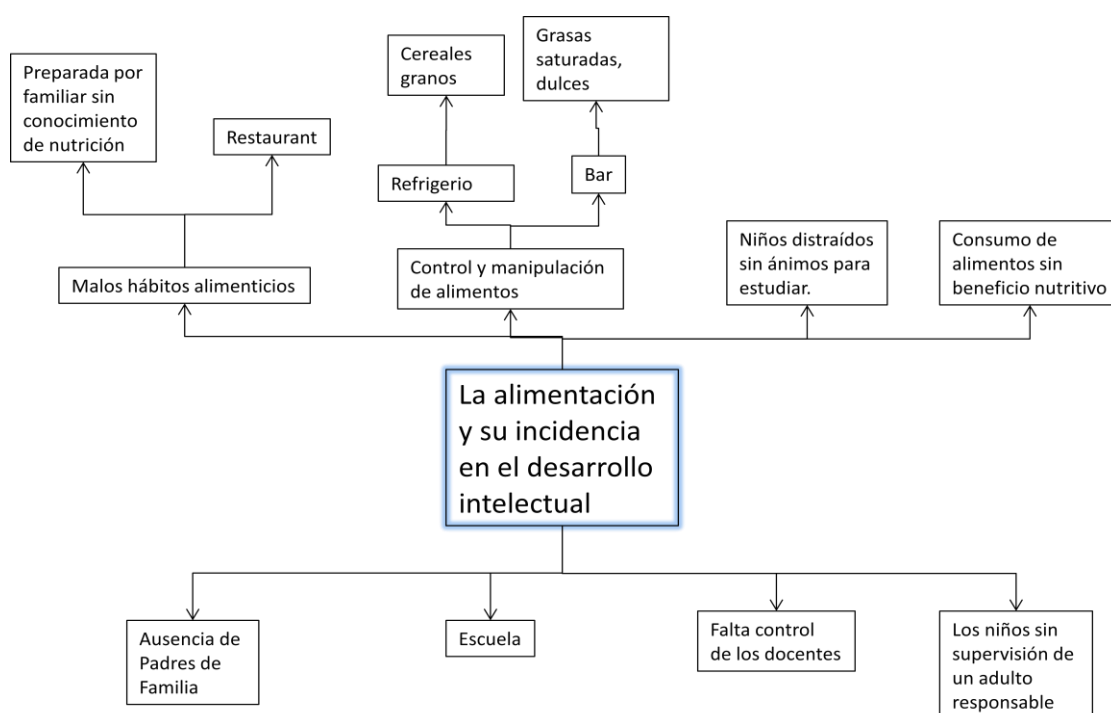 Grasas
saturadas,
dulces
Cereales
granos
Preparada por
familiar sin
conocimiento
de nutrición
Restaurant
Refrigerio
Bar
Malos hábitos alimenticios
Control y manipulación
de alimentos
Niños distraídos
sin ánimos para
estudiar.
Consumo de
alimentos sin
beneficio nutritivo
La alimentación
y su incidencia
en el desarrollo
intelectual
Ausencia de
Padres de
Familia
Escuela
Falta control
de los docentes
Los niños sin
supervisión de
un adulto
responsable